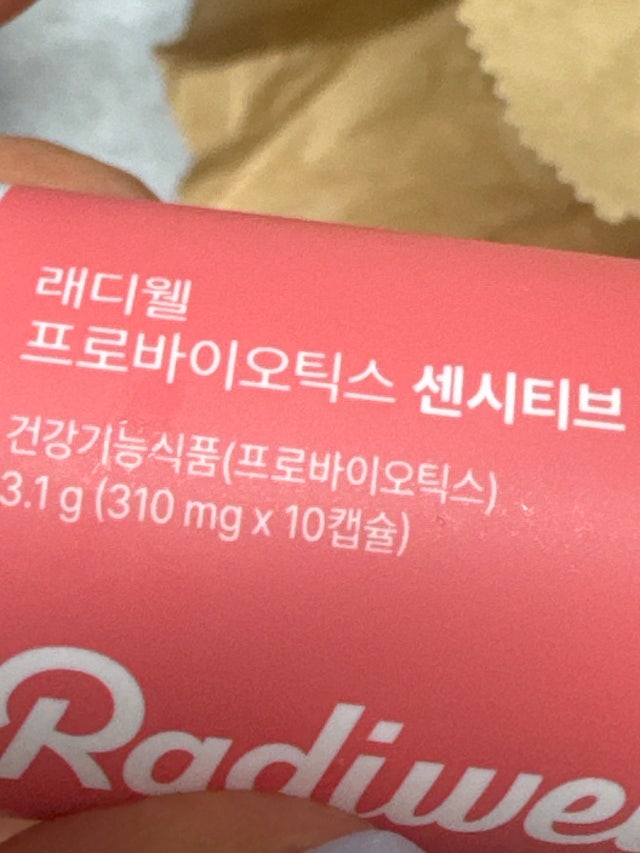 래디웰
프로바이오틱스 센시티브
건강기능식품(프로바이오틱스)
3.1 g (310 mg x 10캡슐)
Radiwel